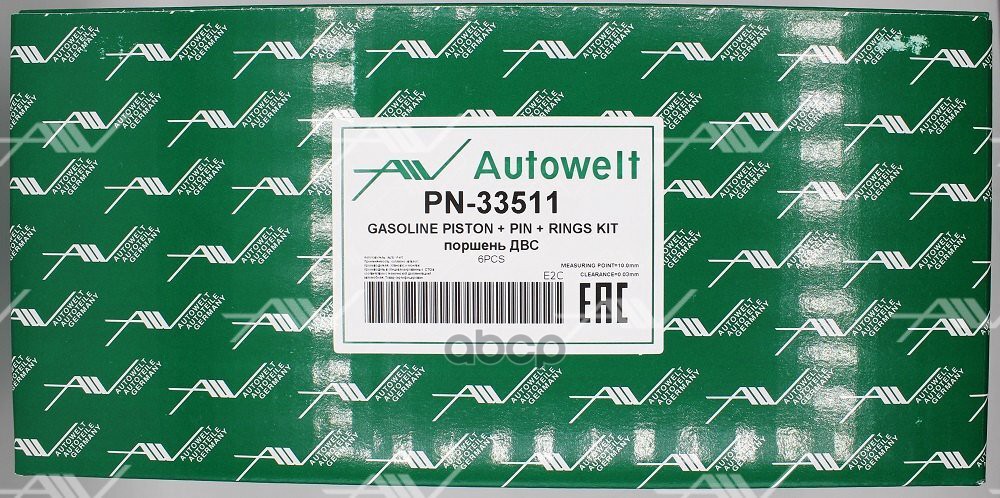 Autowelt
PN-33511
GASOLINE PISTON + PIN + RINGS KIT
поршень ДВС
6PCS
MEASURING POINT=10.0mm
E2C
CLEARANCE=0.03mm
EAC
abcp
AUTOWELT
AUTOTEILE
GERMANY